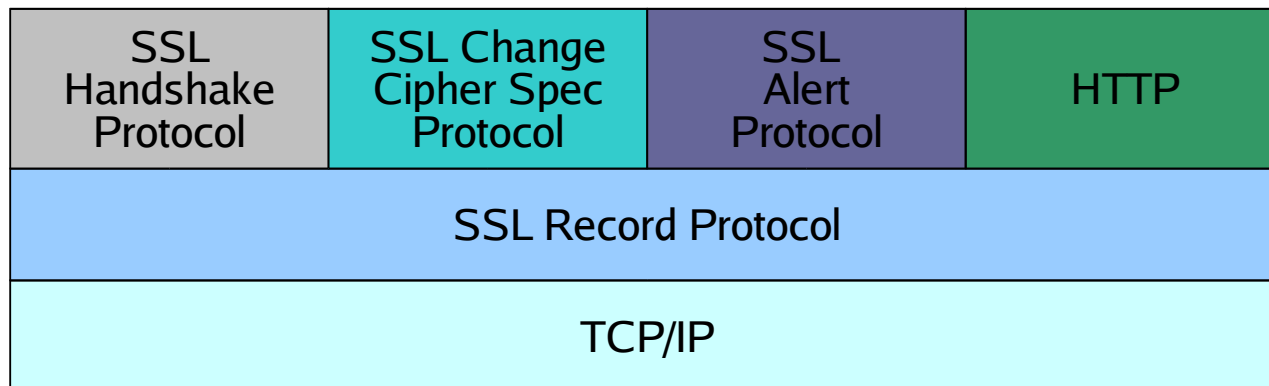 SSL
Handshake
Protocol
SSL Change
Cipher Spec
Protocol
SSL
Alert
Protocol
HTTP
SSL Record Protocol
TCP/IP